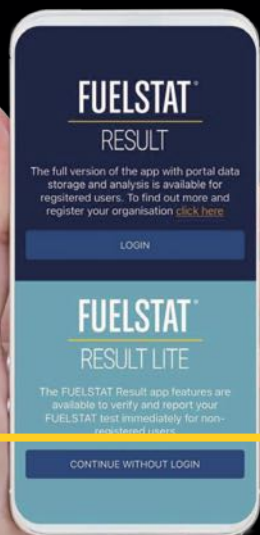 FUELSTAT®
RESULT
The full version of the app with portal data
storage and analysis is available for
regsitered users. To find out more and
register your organisation click here
LOGIN
FUELSTAT®
RESULT LITE
The FUELSTAT Result app features are
available to verify and report your
FUELSTAT test immediately for non-
registered users
CONTINUE WITHOUT LOGIN